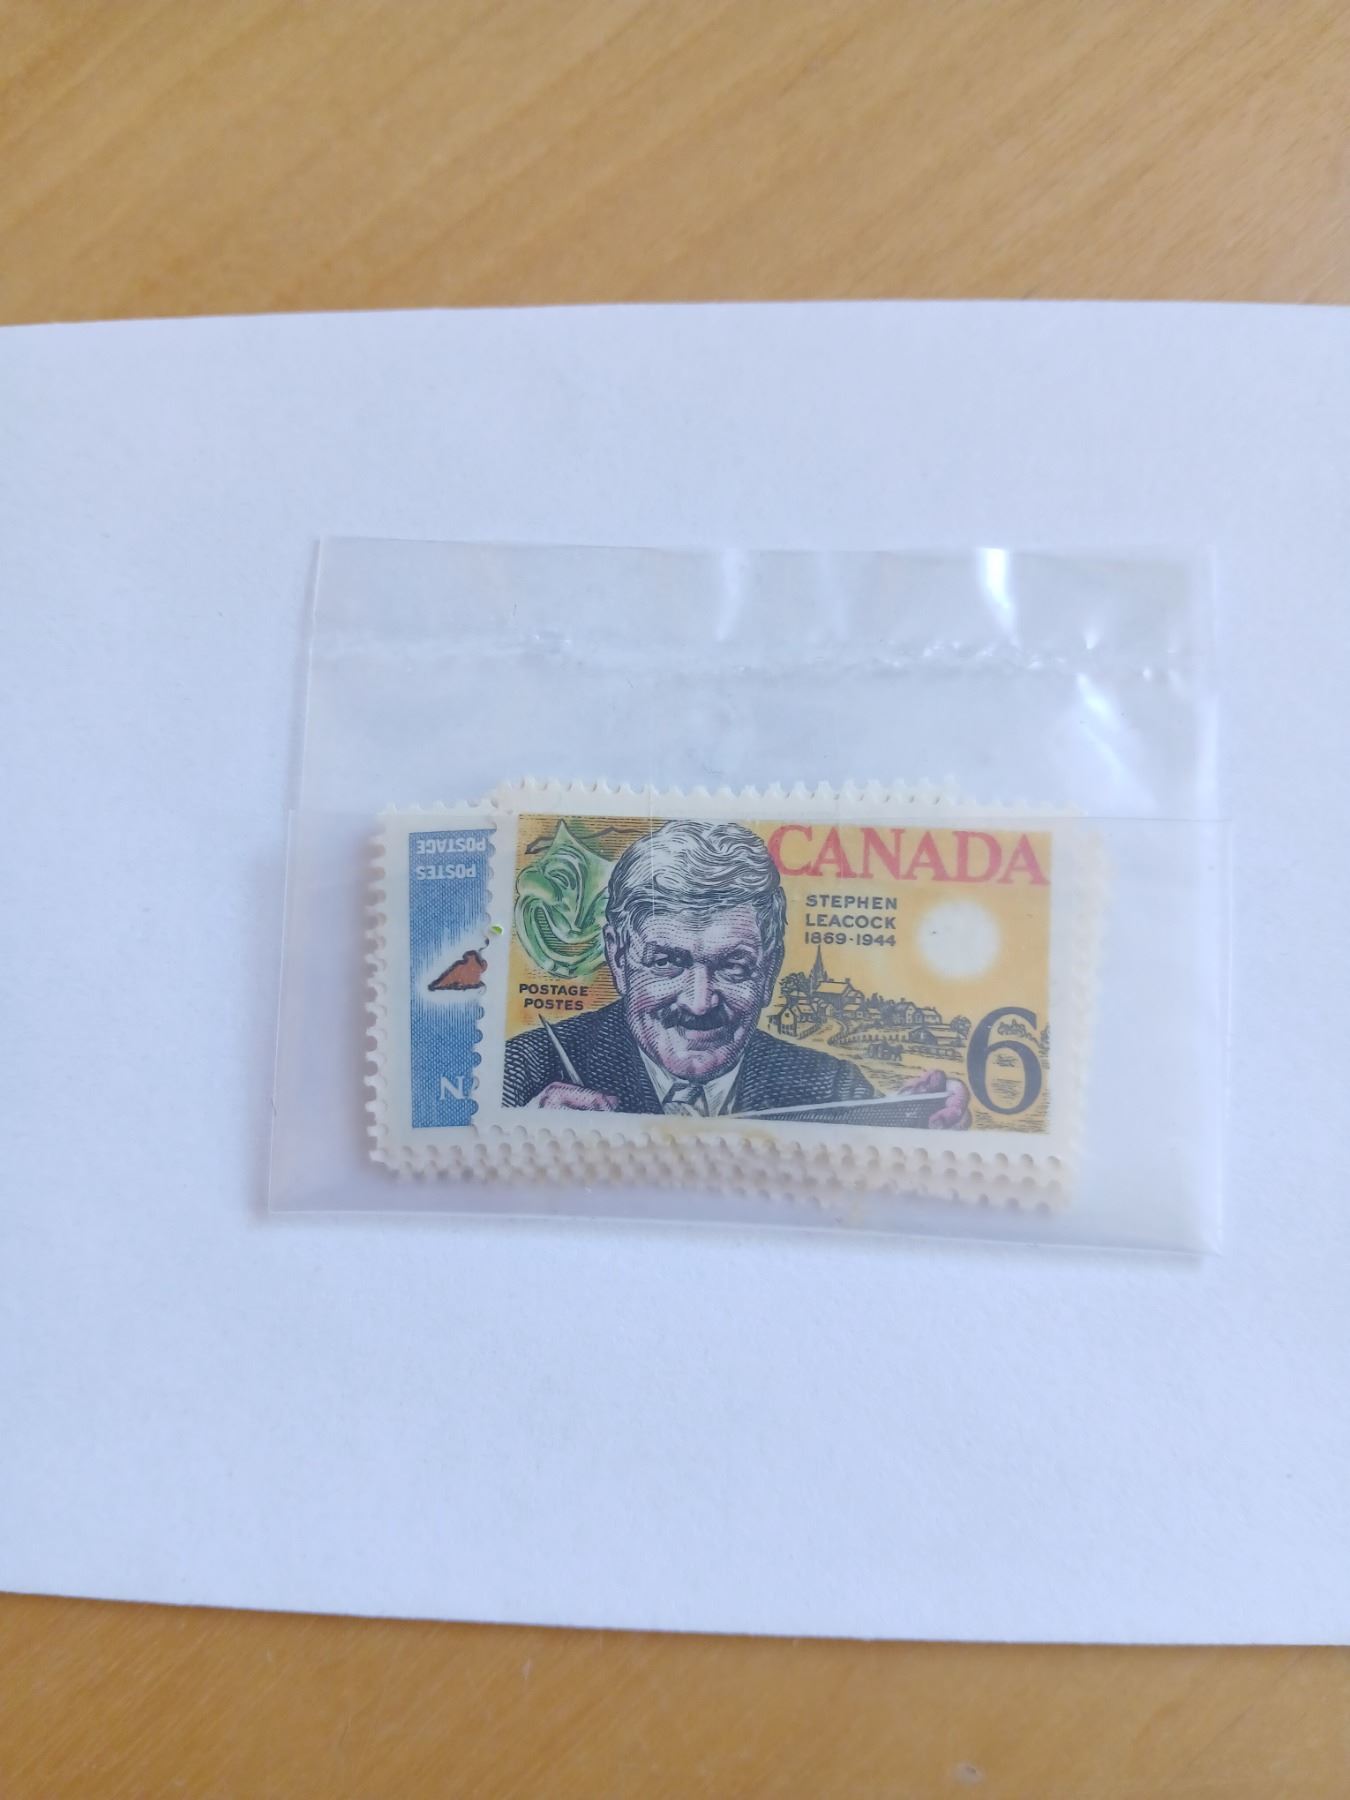 CANADA
STEPHEN
LEACOCK
1869-1944
POSTAGE
POSTES
6
POSTES
POSTAGE
N